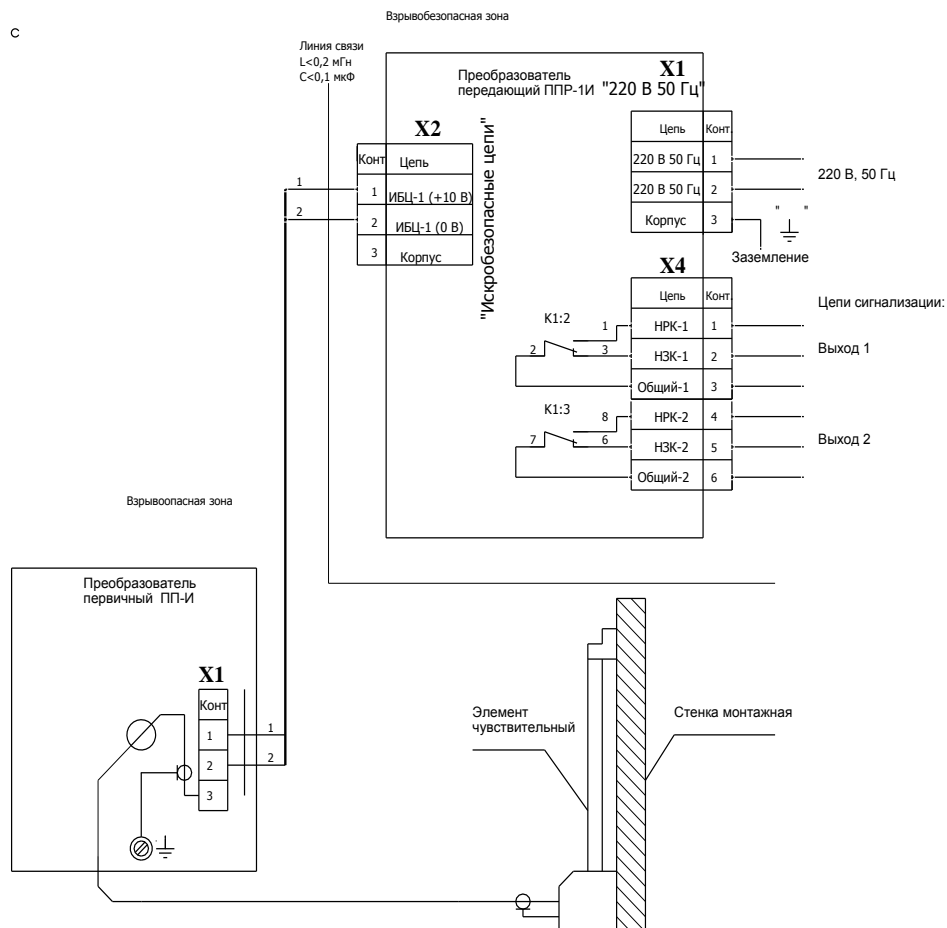 Взрывобезопасная зона
с
Линия связи
L<0,2 мГн
C<0,1 мкФ
Преобразователь
передающий ППР-1И "220 В 50 Гц"
X1
Цепь Конт.
220 В 50 Гц 1
220 В 50 Гц 2
Корпус 3
220 В, 50 Гц
" "
Заземление
X2
Конт Цепь
1 ИБЦ-1 (+10 В)
2 ИБЦ-1 (0 В)
3 Корпус
1
2
"Искробезопасные цепи"
X4
Цепь Конт.
НРК-1 1
НЗК-1 2
Общий-1 3
НРК-2 4
НЗК-2 5
Общий-2 6
Цепи сигнализации:
Выход 1
Выход 2
К1:2
1
2 3
К1:3
8
7 6
Взрывоопасная зона
Преобразователь
первичный ПП-И
X1
Конт
1
2
3
1
2
Элемент
чувствительный
Стенка монтажная